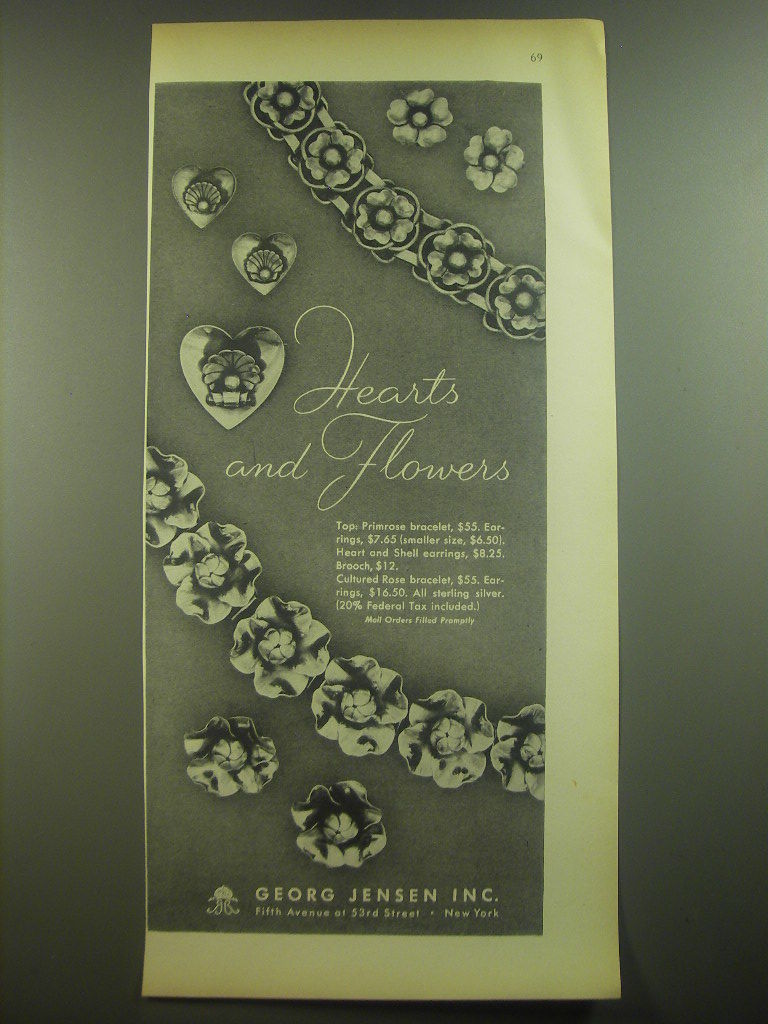 69
Hearts
and Flowers
Top: Primrose bracelet, $55. Ear-
rings, $7.65 (smaller size, $6.50).
Heart and Shell earrings, $8.25.
Brooch, $12.
Cultured Rose bracelet, $55. Ear-
rings, $16.50. All sterling silver.
(20% Federal Tax included.)
Mail Orders Filled Promptly
GEORG JENSEN INC.
Fifth Avenue at 53rd Street • New York